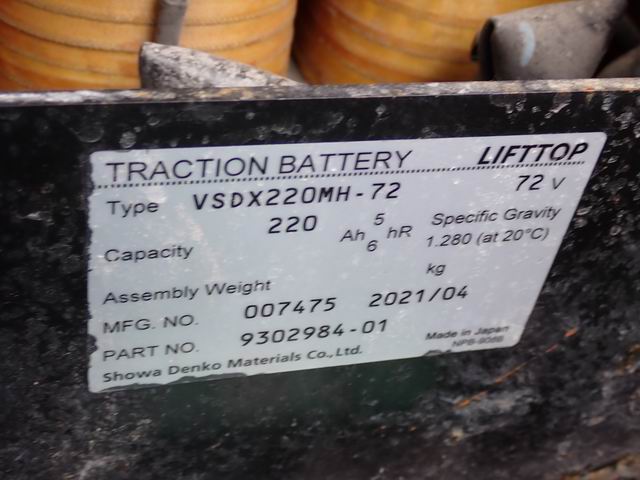 TRACTION BATTERY LIFTTOP
Type VSDX220MH-72 72 V
Capacity 220 Ah 5 6 hR Specific Gravity 1.280 (at 20°C)
Assembly Weight kg
MFG. NO. 007475 2021/04
PART NO. 9302984-01 Made in Japan
Showa Denko Materials Co., Ltd.